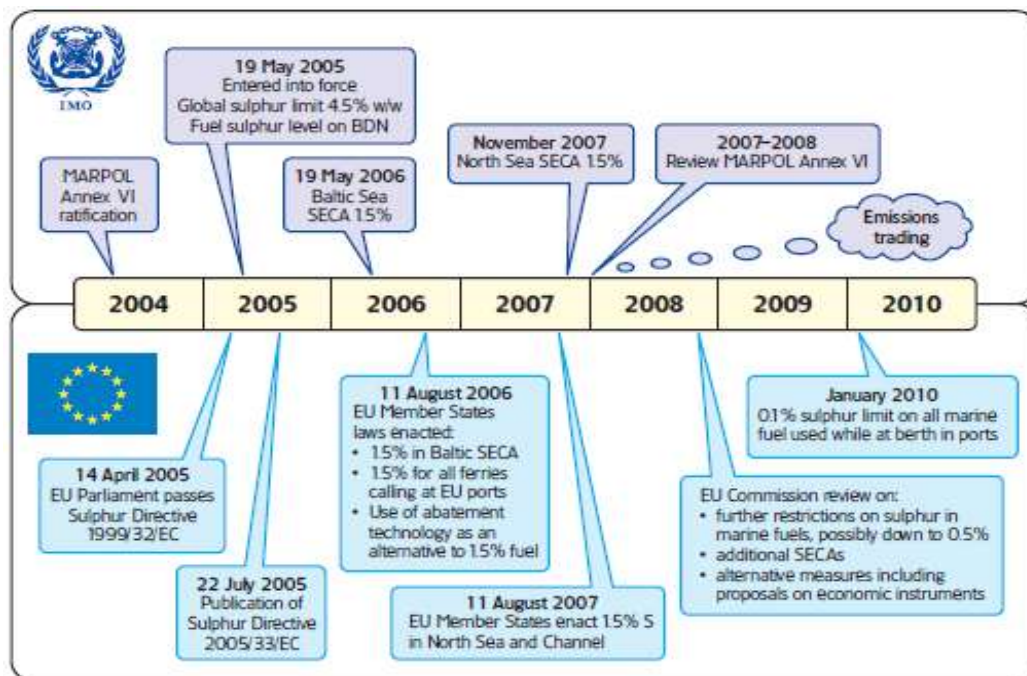 IMO
MARPOL
Annex VI
ratification
19 May 2005
Entered into force
Global sulphur limit 4.5% w/w
Fuel sulphur level on BDN
19 May 2006
Baltic Sea
SECA 1.5%
November 2007
North Sea SECA 1.5%
2007–2008
Review MARPOL Annex VI
Emissions
trading
2004
2005
2006
2007
2008
2009
2010
14 April 2005
EU Parliament passes
Sulphur Directive
1999/32/EC
22 July 2005
Publication of
Sulphur Directive
2005/33/EC
11 August 2006
EU Member States
laws enacted:
• 1.5% in Baltic SECA
• 1.5% for all ferries
calling at EU ports
• Use of abatement
technology as an
alternative to 1.5% fuel
11 August 2007
EU Member States enact 1.5% S
in North Sea and Channel
EU Commission review on:
• further restrictions on sulphur in
marine fuels, possibly down to 0.5%
• additional SECAs
• alternative measures including
proposals on economic instruments
January 2010
0.1% sulphur limit on all marine
fuel used while at berth in ports